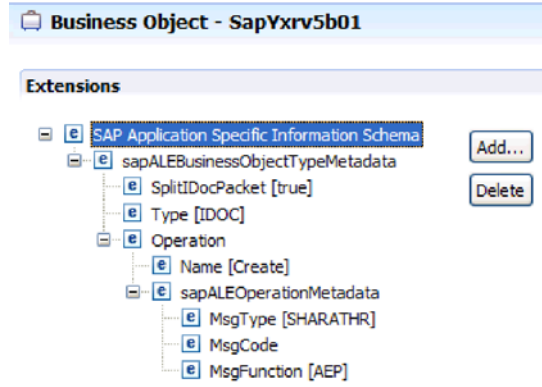 Business Object - SapYxrv5b01
Extensions
SAP Application Specific Information Schema
Add...
sapALEBusinessObjectTypeMetadata
SplitIDocPacket [true]
Delete
Type [IDOC]
Operation
Name [Create]
sapALEOperationMetadata
MsgType [SHARATHR]
MsgCode
MsgFunction [AEP]